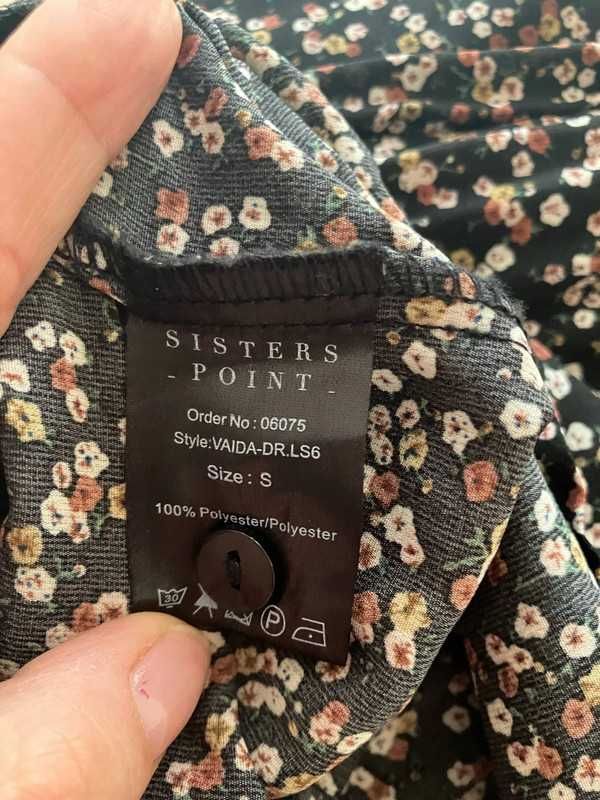 SISTERS
- POINT -
Order No : 06075
Style:VAIDA-DR.LS6
Size : S
100% Polyester/Polyester
30
P